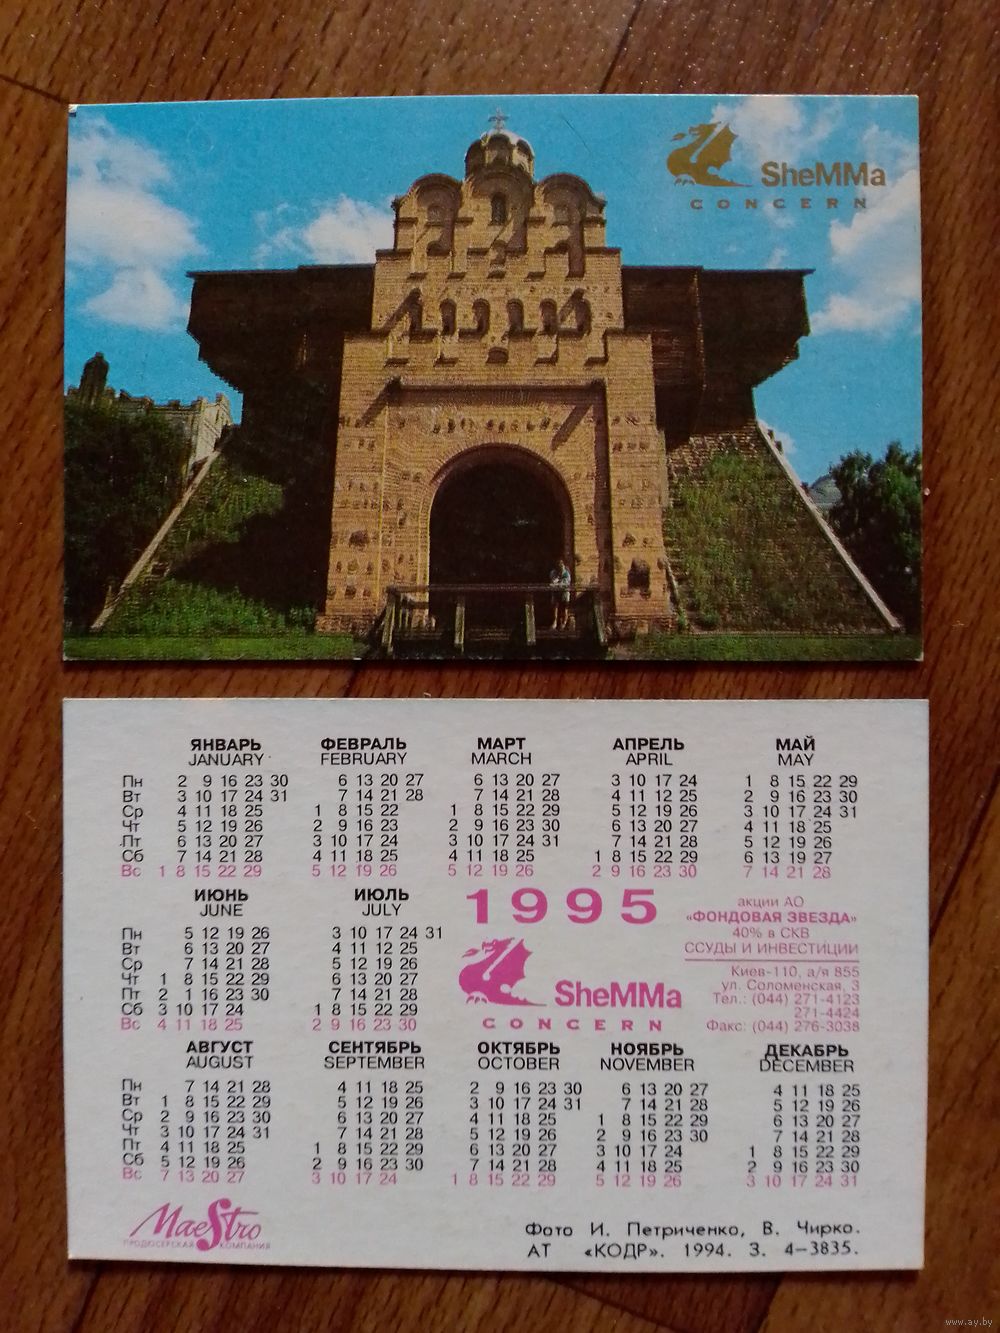 SheMMa
CONCERN
ЯНВАРЬ ФЕВРАЛЬ МАРТ АПРЕЛЬ МАЙ
JANUARY FEBRUARY MARCH APRIL MAY
Пн 2 9 16 23 30 6 13 20 27 6 13 20 27 3 10 17 24 1 8 15 22 29
Вт 3 10 17 24 31 7 14 21 28 7 14 21 28 4 11 12 25 2 9 16 23 30
Ср 4 11 18 25 1 8 15 22 1 8 15 22 29 5 12 19 26 3 10 17 24 31
Чт 5 12 19 26 2 9 16 23 2 9 16 23 30 6 13 20 27 4 11 18 25
Пт 6 13 20 27 3 10 17 24 3 10 17 24 31 7 14 21 28 5 12 19 26
Сб 7 14 21 28 4 11 18 25 4 11 18 25 1 8 15 22 29 6 13 19 27
Вс 1 8 15 22 29 5 12 19 26 5 12 19 26 2 9 16 23 30 7 14 21 28
ИЮНЬ ИЮЛЬ
JUNE JULY
Пн 5 12 19 26 3 10 17 24 31
Вт 6 13 20 27 4 11 12 25
Ср 7 14 21 28 5 12 19 26
Чт 1 8 15 22 29 6 13 20 27
Пт 2 1 16 23 30 7 14 21 28
Сб 3 10 17 24 1 8 15 22 29
Вс 4 11 18 25 2 9 16 23 30
1995
SheMMa
CONCERN
акции АО
«ФОНДОВАЯ ЗВЕЗДА»
40% в СКВ
ССУДЫ И ИНВЕСТИЦИИ
Киев-110, а/я 855
ул. Соломенская, 3
Тел.: (044) 271-4123
271-4424
Факс: (044) 276-3038
АВГУСТ СЕНТЯБРЬ ОКТЯБРЬ НОЯБРЬ ДЕКАБРЬ
AUGUST SEPTEMBER OCTOBER NOVEMBER DECEMBER
Пн 7 14 21 28 4 11 18 25 2 9 16 23 30 6 13 20 27 4 11 18 25
Вт 1 8 15 22 29 5 12 19 26 3 10 17 24 31 7 14 21 28 5 12 19 26
Ср 2 9 16 23 30 6 13 20 27 4 11 18 25 1 8 15 22 29 6 13 20 27
Чт 3 10 17 24 31 7 14 21 28 5 12 19 26 2 9 16 23 30 7 14 21 28
Пт 4 11 18 25 1 8 15 22 29 6 13 20 27 3 10 17 24 1 8 15 22 29
Сб 5 12 19 26 2 9 16 23 30 7 14 21 28 4 11 18 25 2 9 16 23 30
Вс 7 13 20 27 3 10 17 24 1 8 15 22 29 5 12 19 26 3 10 17 24 31
MaeStro
ПРОДЮСЕРСКАЯ КОМПАНИЯ
Фото И. Петриченко, В. Чирко.
АТ «КОДР». 1994. З. 4–3835.
www.ay.by